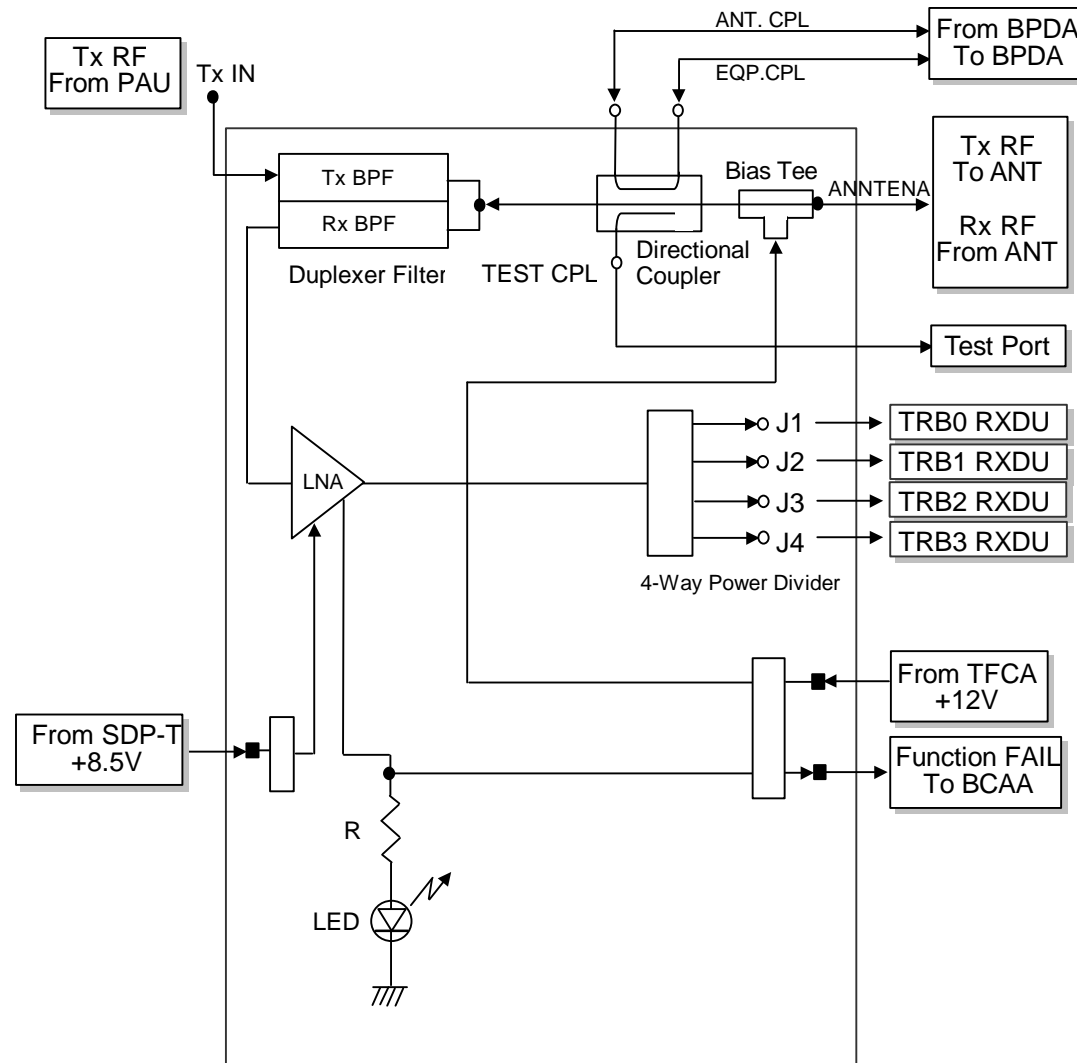 ANT. CPL
From BPDA
To BPDA
EQP.CPL
Tx RF
From PAU
Tx IN
Tx BPF
Rx BPF
Duplexer Filter
Bias Tee
ANNTENA
Tx RF
To ANT
Rx RF
From ANT
Directional
Coupler
TEST CPL
Test Port
LNA
J1
TRB0 RXDU
J2
TRB1 RXDU
J3
TRB2 RXDU
J4
TRB3 RXDU
4-Way Power Divider
From TFCA
+12V
From SDP-T
+8.5V
Function FAIL
To BCAA
R
LED